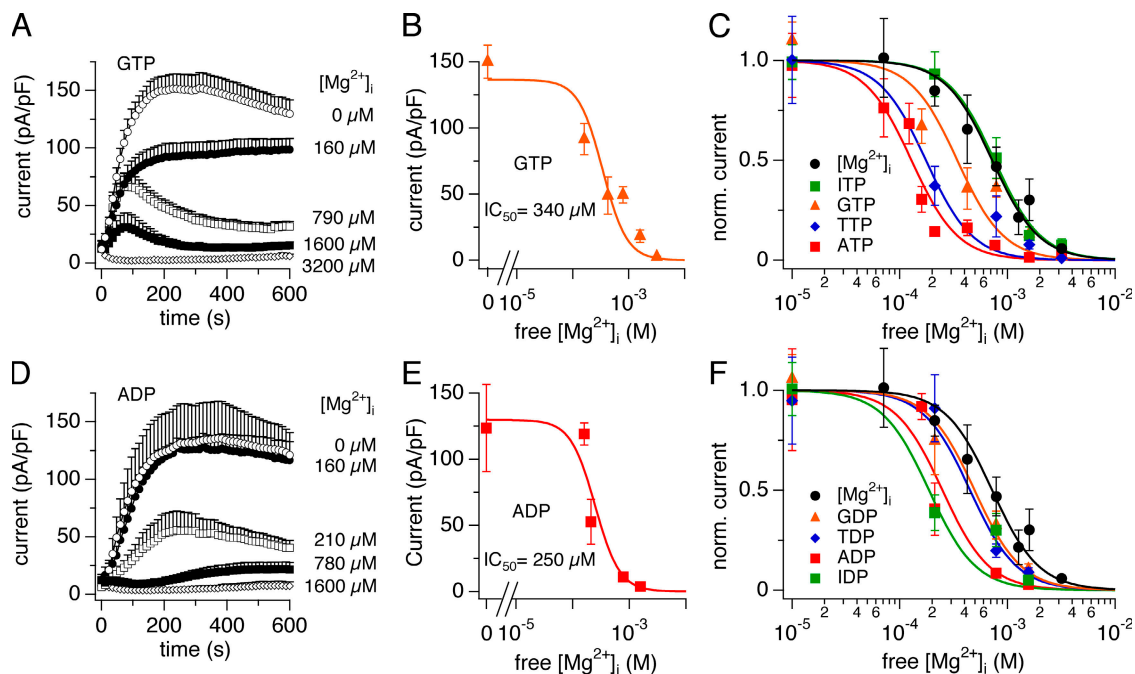 A
GTP
[Mg2+]i
0 µM
160 µM
790 µM
1600 µM
3200 µM
150
100
50
0
current (pA/pF)
0 200 400 600
time (s)
B
GTP
IC50= 340 µM
150
100
50
0
current (pA/pF)
0 10-5 10-3
free [Mg2+]i (M)
C
1.0
0.5
0
norm. current
[Mg2+]i
ITP
GTP
TTP
ATP
10-5 2 4 6 10-4 2 4 6 10-3 2 4 6 10-2
free [Mg2+]i (M)
D
ADP
[Mg2+]i
0 µM
160 µM
210 µM
780 µM
1600 µM
150
100
50
0
current (pA/pF)
0 200 400 600
time (s)
E
ADP
IC50= 250 µM
150
100
50
0
Current (pA/pF)
0 10-5 10-3
free [Mg2+]i (M)
F
1.0
0.5
0
norm. current
[Mg2+]i
GDP
TDP
ADP
IDP
10-5 2 4 6 10-4 2 4 6 10-3 2 4 6 10-2
free [Mg2+]i (M)